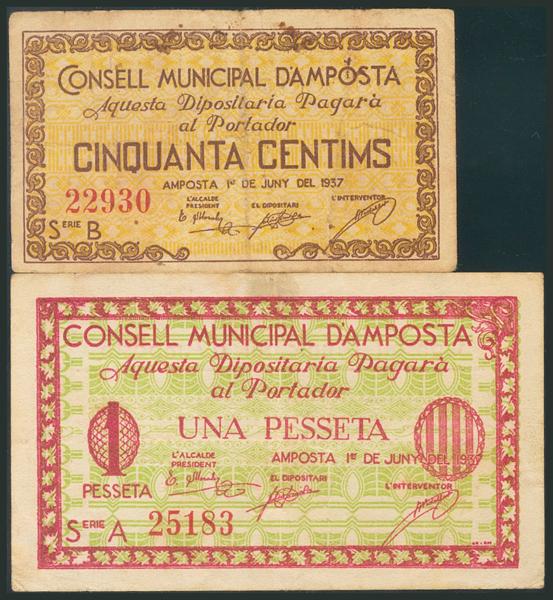 CONSELL MUNICIPAL D'AMPOSTA
Aquesta Dipositaria Pagarà
al Portador
CINQUANTA CENTIMS
22930
AMPOSTA 1er DE JUNY DEL 1937
L'ALCALDE
PRESIDENT
EL DIPOSITARI
L'INTERVENTOR
SERIE B
CONSELL MUNICIPAL D'AMPOSTA
Aquesta Dipositaria Pagarà
al Portador
1
UNA PESSETA
L'ALCALDE
PRESIDENT
AMPOSTA 1er DE JUNY DEL 1937
EL DIPOSITARI
L'INTERVENTOR
PESSETA
SERIE A 25183